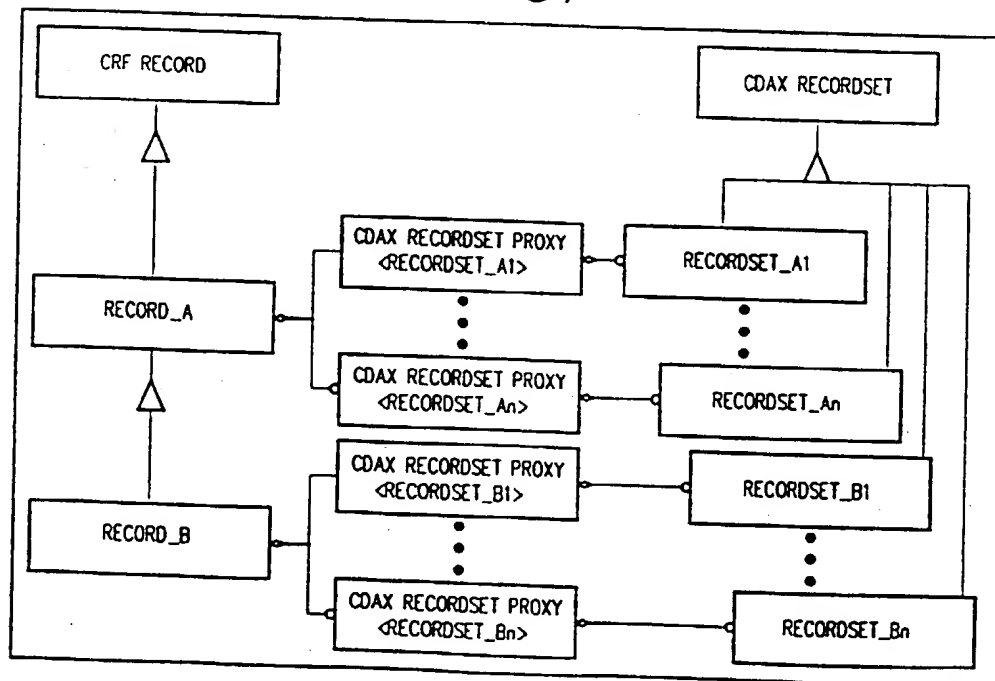 CRF RECORD
CDAX RECORDSET
CDAX RECORDSET PROXY
<RECORDSET_A1>
RECORDSET_A1
RECORD_A
CDAX RECORDSET PROXY
<RECORDSET_An>
RECORDSET_An
CDAX RECORDSET PROXY
<RECORDSET_B1>
RECORDSET_B1
RECORD_B
CDAX RECORDSET PROXY
<RECORDSET_Bn>
RECORDSET_Bn